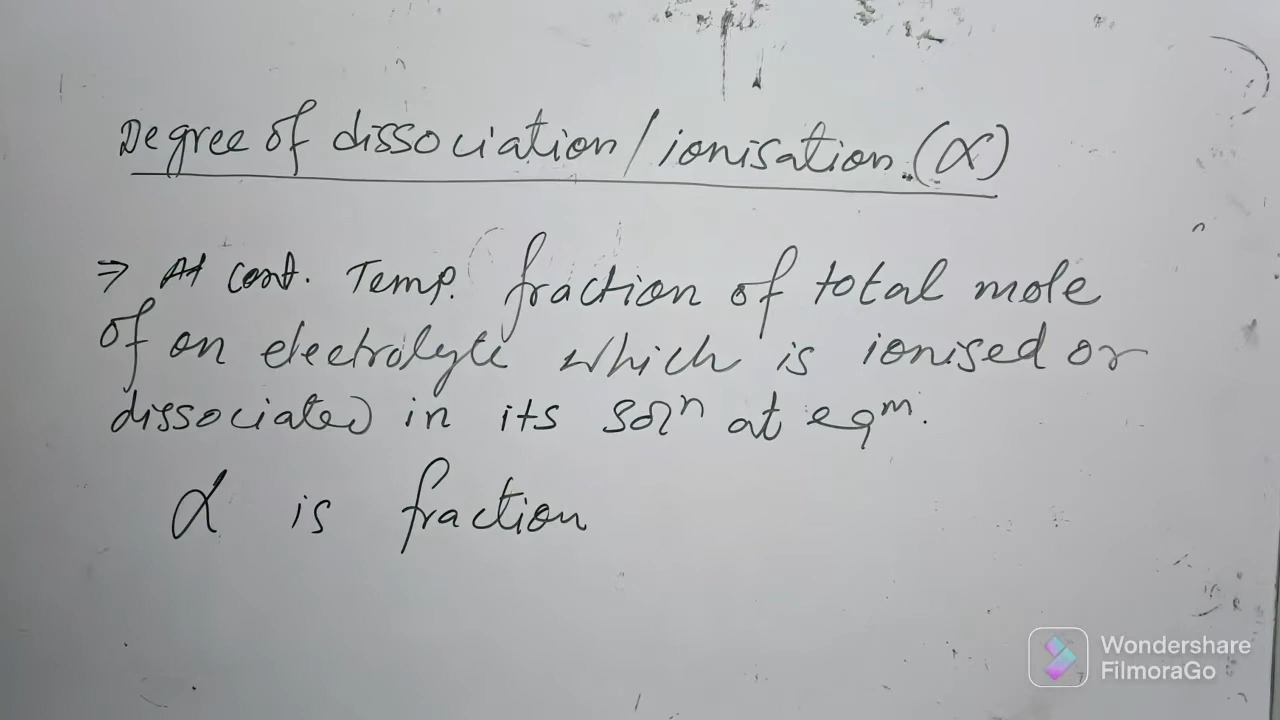 Degree of dissociation/ionisation.(α)
⇒ At cont. Temp. fraction of total mole
of an electrolyte which is ionised or
dissociated in its solⁿ at eqᵐ.
α is fraction
Wondershare
FilmoraGo